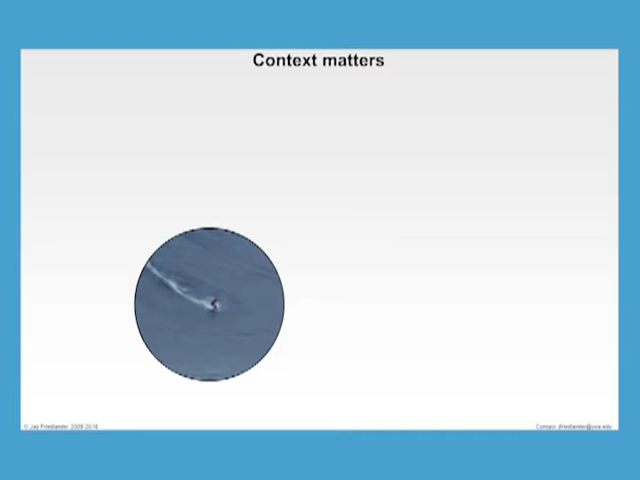 Context matters
© Jay Friedlander 2008-2016
Contact: jfriedlander@coa.edu